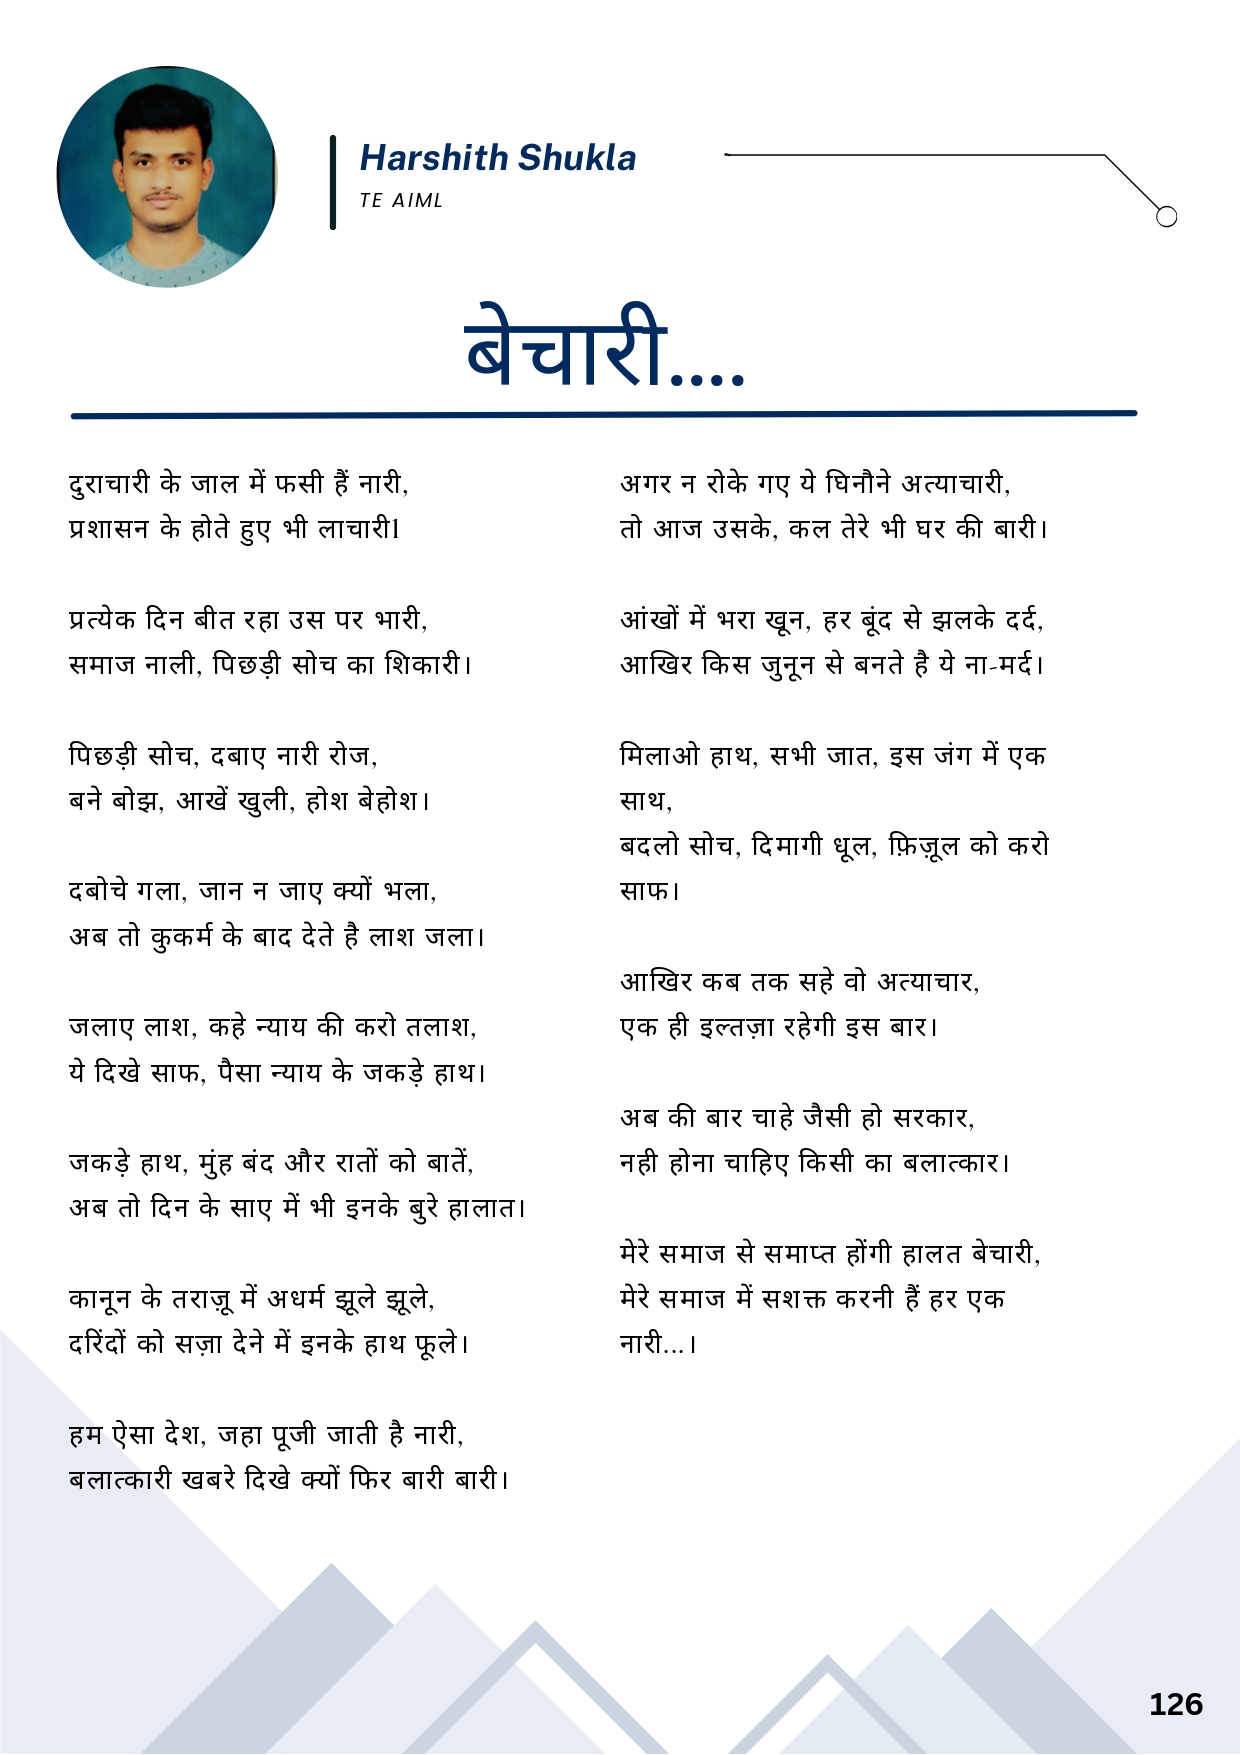 Harshith Shukla
TE AIML
बेचारी....
दुराचारी के जाल में फसी हैं नारी,
प्रशासन के होते हुए भी लाचारी1
प्रत्येक दिन बीत रहा उस पर भारी,
समाज नाली, पिछड़ी सोच का शिकारी।
पिछड़ी सोच, दबाए नारी रोज,
बने बोझ, आखें खुली, होश बेहोश।
दबोचे गला, जान न जाए क्यों भला,
अब तो कुकर्म के बाद देते है लाश जला।
जलाए लाश, कहे न्याय की करो तलाश,
ये दिखे साफ, पैसा न्याय के जकड़े हाथ।
जकड़े हाथ, मुंह बंद और रातों को बातें,
अब तो दिन के साए में भी इनके बुरे हालात।
कानून के तराज़ू में अधर्म झूले झूले,
दरिंदों को सज़ा देने में इनके हाथ फूले।
हम ऐसा देश, जहा पूजी जाती है नारी,
बलात्कारी खबरे दिखे क्यों फिर बारी बारी।
अगर न रोके गए ये घिनौने अत्याचारी,
तो आज उसके, कल तेरे भी घर की बारी।
आंखों में भरा खून, हर बूंद से झलके दर्द,
आखिर किस जुनून से बनते है ये ना-मर्द।
मिलाओ हाथ, सभी जात, इस जंग में एक
साथ,
बदलो सोच, दिमागी धूल, फ़िज़ूल को करो
साफ।
आखिर कब तक सहे वो अत्याचार,
एक ही इल्तज़ा रहेगी इस बार।
अब की बार चाहे जैसी हो सरकार,
नही होना चाहिए किसी का बलात्कार।
मेरे समाज से समाप्त होंगी हालत बेचारी,
मेरे समाज में सशक्त करनी हैं हर एक
नारी...।
126